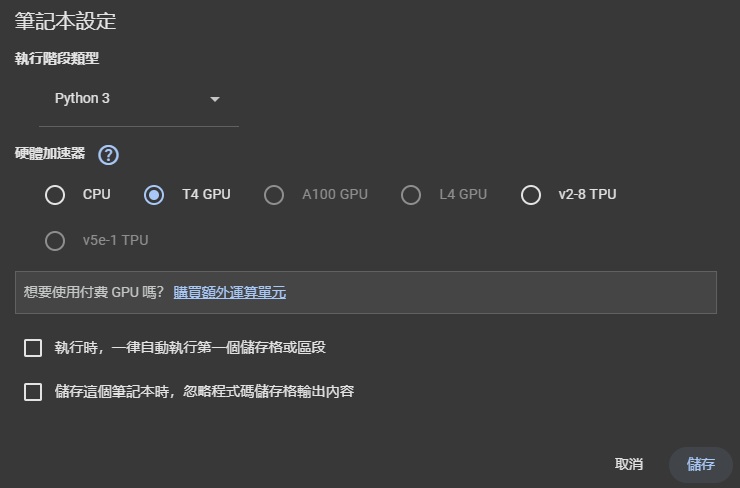 筆記本設定
執行階段類型
Python 3
硬體加速器 ?
CPU T4 GPU A100 GPU L4 GPU v2-8 TPU
v5e-1 TPU
想要使用付費 GPU 嗎？ 購買額外運算單元
執行時，一律自動執行第一個儲存格或區段
儲存這個筆記本時，忽略程式碼儲存格輸出內容
取消 儲存